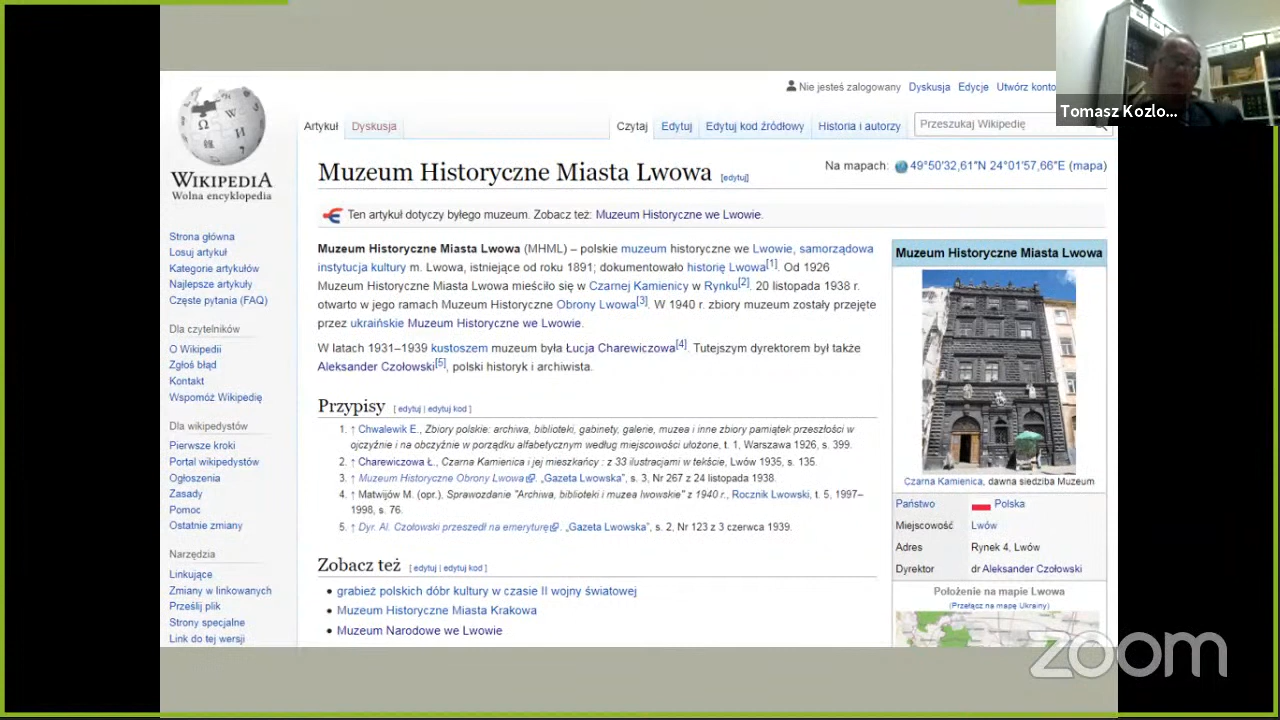 Tomasz Kozlo...
Nie jesteś zalogowany Dyskusja Edycje Utwórz konto
Artykuł Dyskusja Czytaj Edytuj Edytuj kod źródłowy Historia i autorzy Przeszukaj Wikipedię
WIKIPEDIA
Wolna encyklopedia
Strona główna
Losuj artykuł
Kategorie artykułów
Najlepsze artykuły
Częste pytania (FAQ)
Dla czytelników
O Wikipedii
Zgłoś błąd
Kontakt
Wspomóż Wikipedię
Dla wikipedystów
Pierwsze kroki
Portal wikipedystów
Ogłoszenia
Zasady
Pomoc
Ostatnie zmiany
Narzędzia
Linkujące
Zmiany w linkowanych
Prześlij plik
Strony specjalne
Link do tej wersji
Muzeum Historyczne Miasta Lwowa [edytuj]
Na mapach: 49°50′32,61″N 24°01′57,66″E (mapa)
Ten artykuł dotyczy byłego muzeum. Zobacz też: Muzeum Historyczne we Lwowie.
Muzeum Historyczne Miasta Lwowa (MHML) – polskie muzeum historyczne we Lwowie, samorządowa
instytucja kultury m. Lwowa, istniejące od roku 1891; dokumentowało historię Lwowa[1]. Od 1926
Muzeum Historyczne Miasta Lwowa mieściło się w Czarnej Kamienicy w Rynku[2]. 20 listopada 1938 r.
otwarto w jego ramach Muzeum Historyczne Obrony Lwowa[3]. W 1940 r. zbiory muzeum zostały przejęte
przez ukraińskie Muzeum Historyczne we Lwowie.
W latach 1931–1939 kustoszem muzeum była Łucja Charewiczowa[4]. Tutejszym dyrektorem był także
Aleksander Czołowski[5], polski historyk i archiwista.
Przypisy [ edytuj | edytuj kod ]
1. ↑ Chwalewik E., Zbiory polskie: archiwa, biblioteki, gabinety, galerie, muzea i inne zbiory pamiątek przeszłości w
ojczyźnie i na obczyźnie w porządku alfabetycznym według miejscowości ułożone, t. 1, Warszawa 1926, s. 399.
2. ↑ Charewiczowa Ł., Czarna Kamienica i jej mieszkańcy : z 33 ilustracjami w tekście, Lwów 1935, s. 135.
3. ↑ Muzeum Historyczne Obrony Lwowa. „Gazeta Lwowska”, s. 3, Nr 267 z 24 listopada 1938.
4. ↑ Matwijów M. (opr.), Sprawozdanie "Archiwa, biblioteki i muzea lwowskie" z 1940 r., Rocznik Lwowski, t. 5, 1997–
1998, s. 76.
5. ↑ Dyr. Al. Czołowski przeszedł na emeryturę. „Gazeta Lwowska”, s. 2, Nr 123 z 3 czerwca 1939.
Zobacz też [ edytuj | edytuj kod ]
• grabież polskich dóbr kultury w czasie II wojny światowej
• Muzeum Historyczne Miasta Krakowa
• Muzeum Narodowe we Lwowie
Muzeum Historyczne Miasta Lwowa
Czarna Kamienica, dawna siedziba Muzeum
Państwo Polska
Miejscowość Lwów
Adres Rynek 4, Lwów
Dyrektor dr Aleksander Czołowski
Położenie na mapie Lwowa
(Przełącz na mapę Ukrainy)
zoom